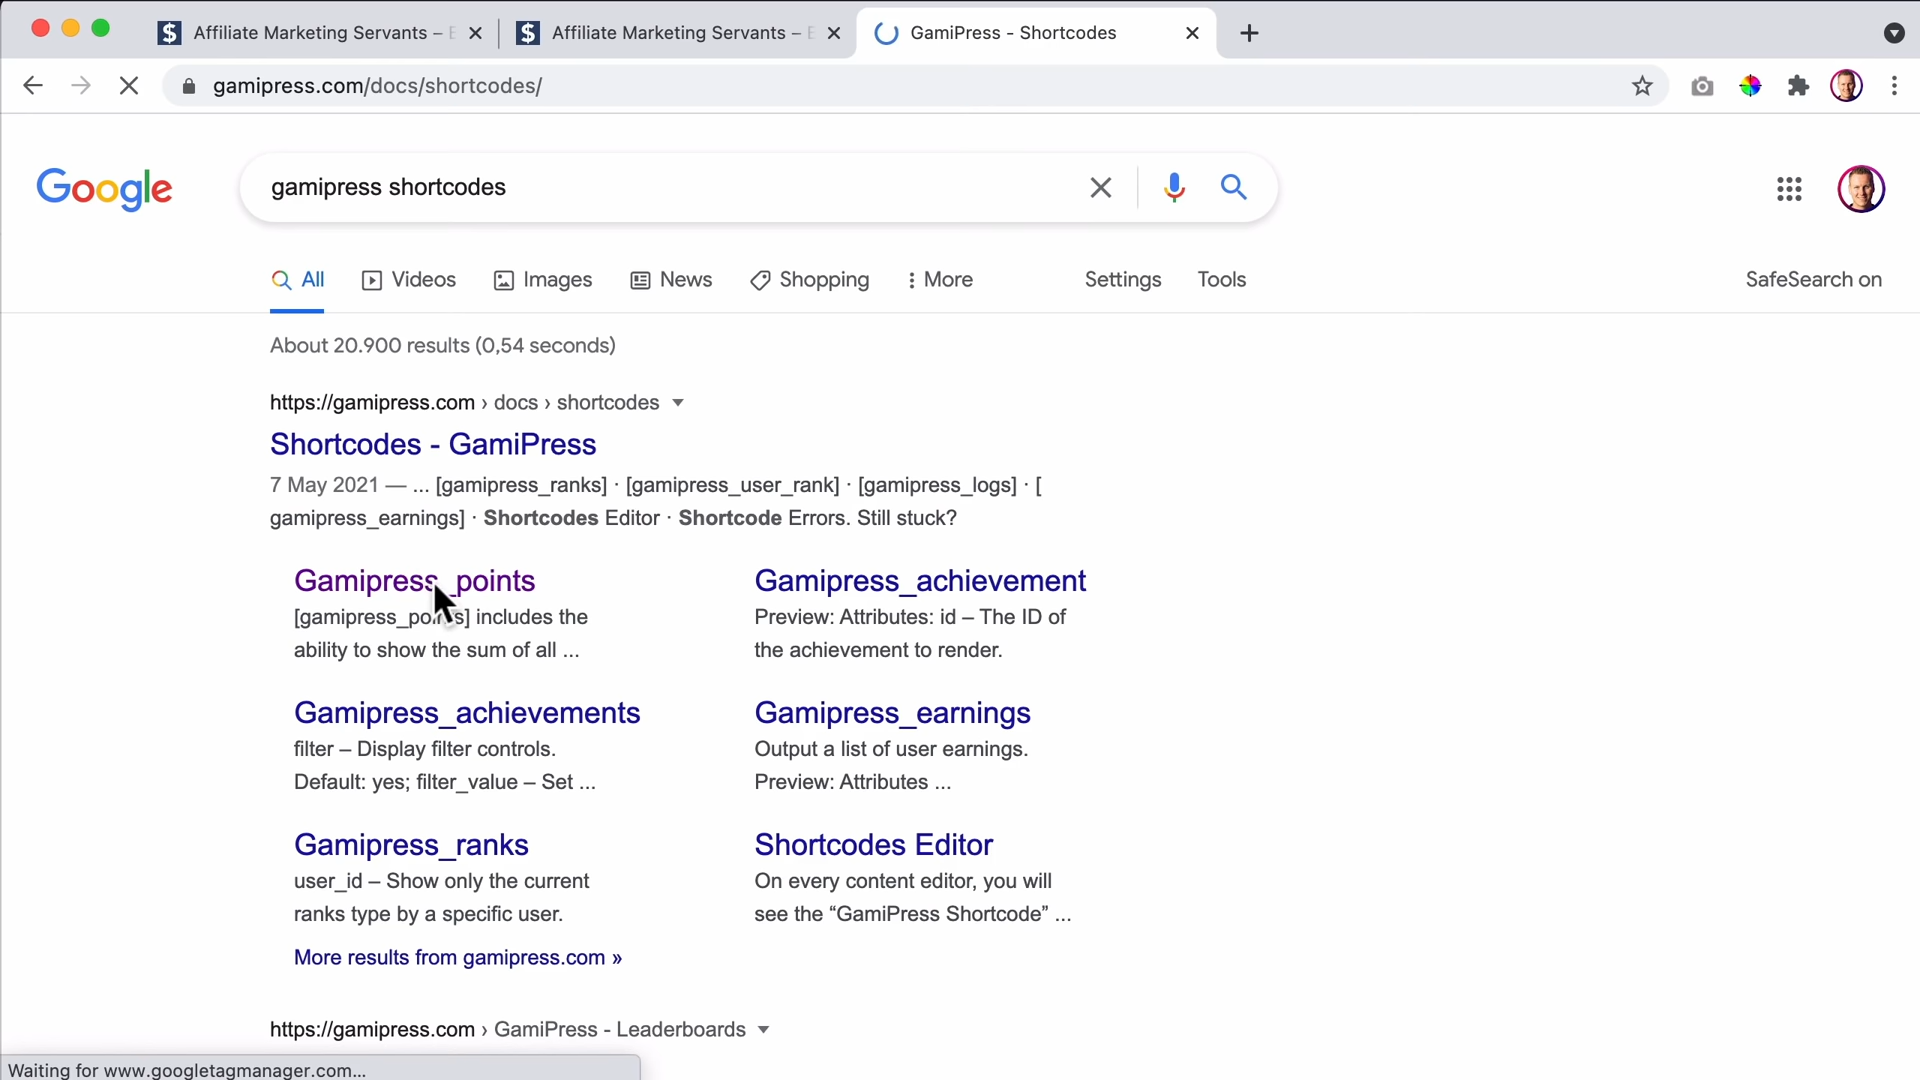 Affiliate Marketing Servants –
Affiliate Marketing Servants –
GamiPress - Shortcodes
gamipress.com/docs/shortcodes/
Google
gamipress shortcodes
All
Videos
Images
News
Shopping
More
Settings
Tools
SafeSearch on
About 20.900 results (0,54 seconds)
https://gamipress.com › docs › shortcodes
Shortcodes - GamiPress
7 May 2021 — ... [gamipress_ranks] · [gamipress_user_rank] · [gamipress_logs] · [
gamipress_earnings] · Shortcodes Editor · Shortcode Errors. Still stuck?
Gamipress_points
[gamipress_points] includes the
ability to show the sum of all ...
Gamipress_achievement
Preview: Attributes: id – The ID of
the achievement to render.
Gamipress_achievements
filter – Display filter controls.
Default: yes; filter_value – Set ...
Gamipress_earnings
Output a list of user earnings.
Preview: Attributes ...
Gamipress_ranks
user_id – Show only the current
ranks type by a specific user.
Shortcodes Editor
On every content editor, you will
see the “GamiPress Shortcode” ...
More results from gamipress.com »
https://gamipress.com › GamiPress - Leaderboards
Waiting for www.googletagmanager.com...